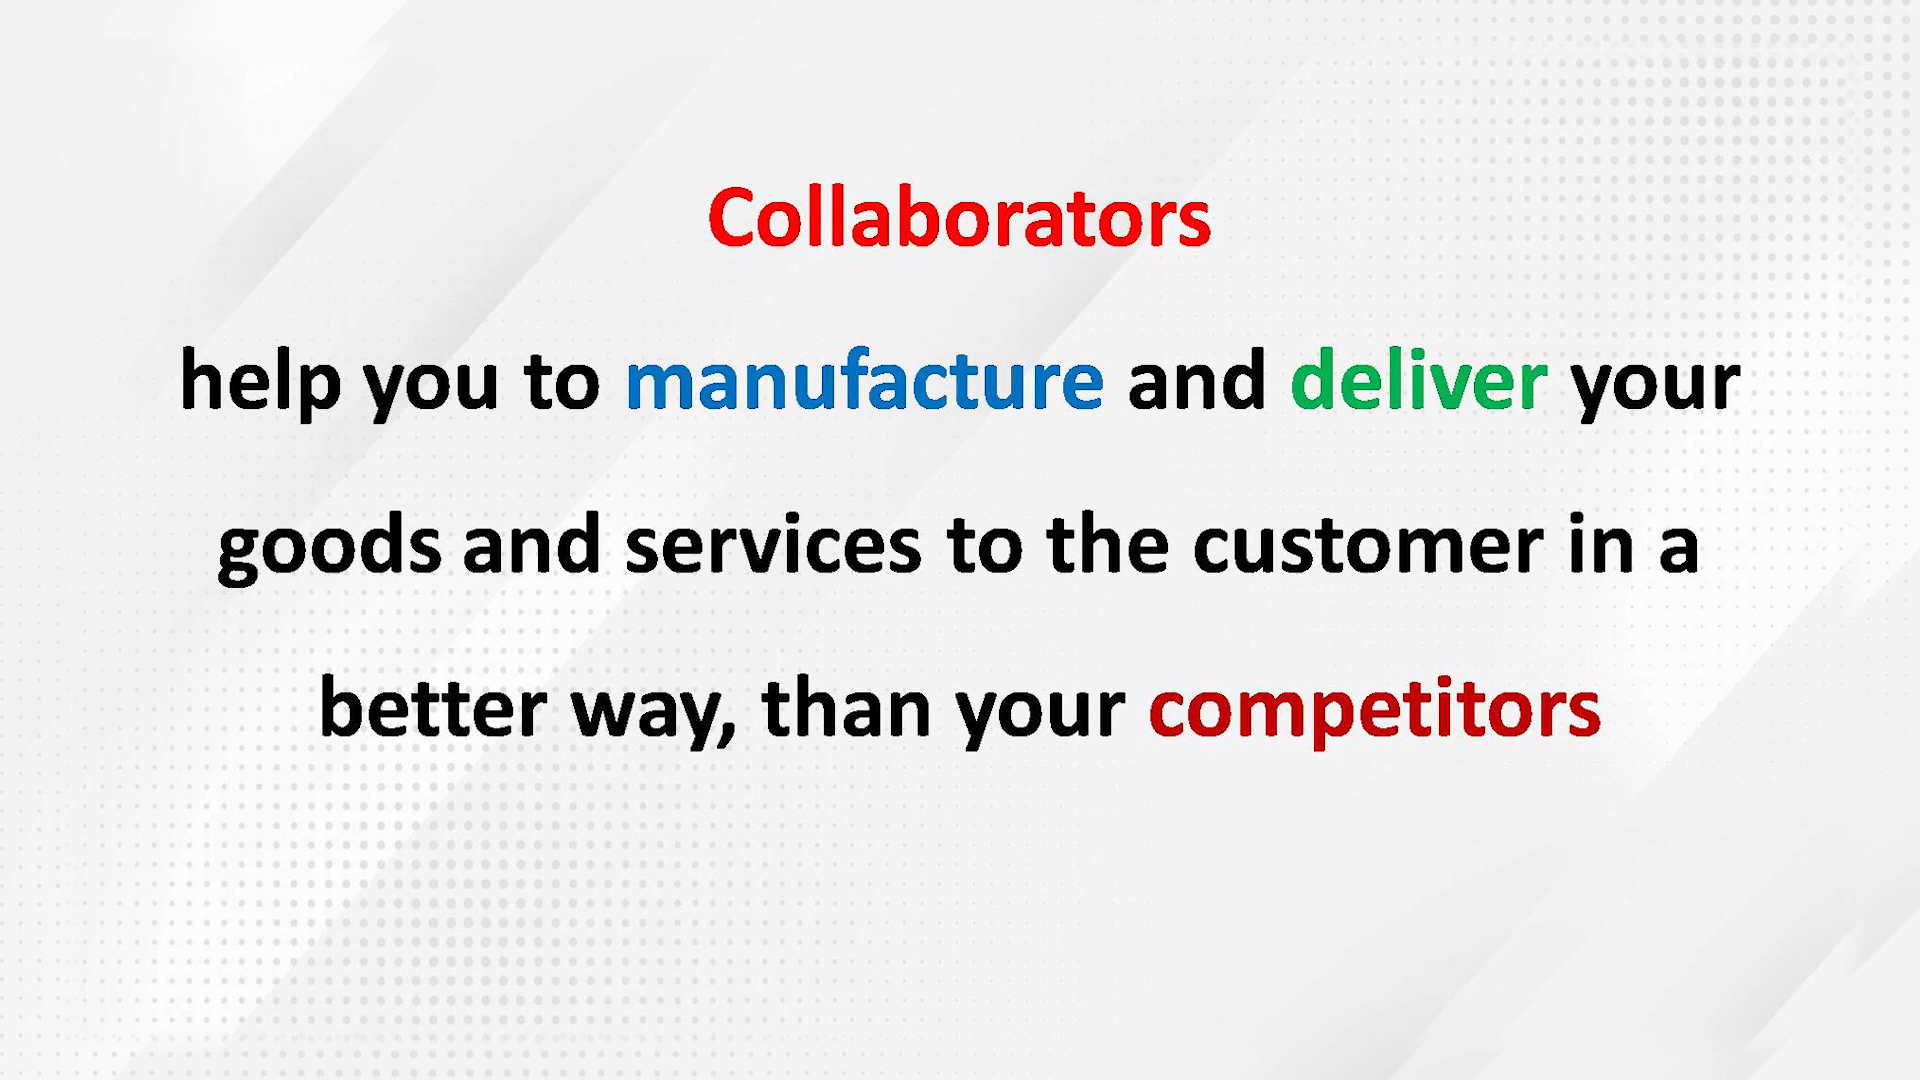 Collaborators
help you to manufacture and deliver your
goods and services to the customer in a
better way, than your competitors